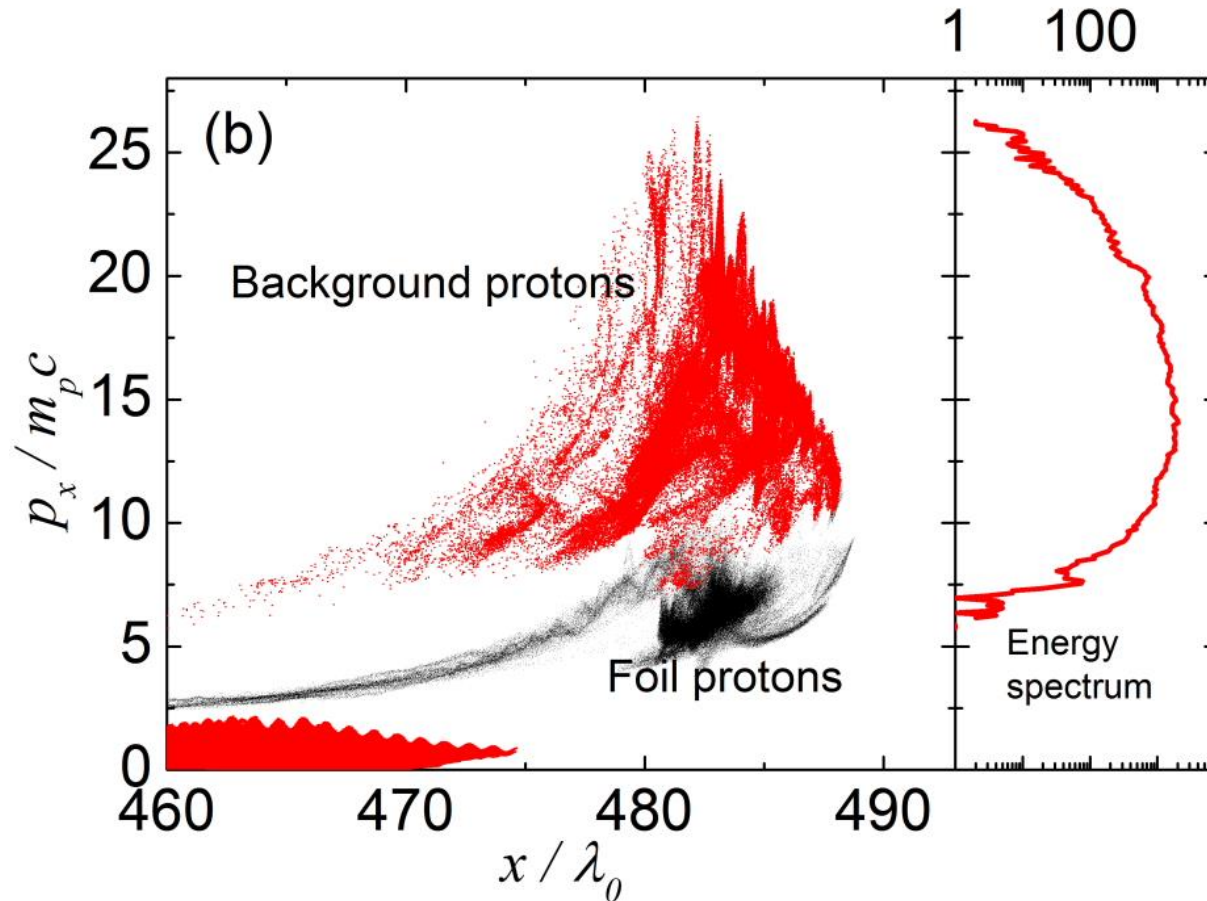 1 100
(b)
25
20
15
10
5
0
Background protons
Foil protons
Energy
spectrum
p_x / m_p c
460 470 480 490
x / λ_0